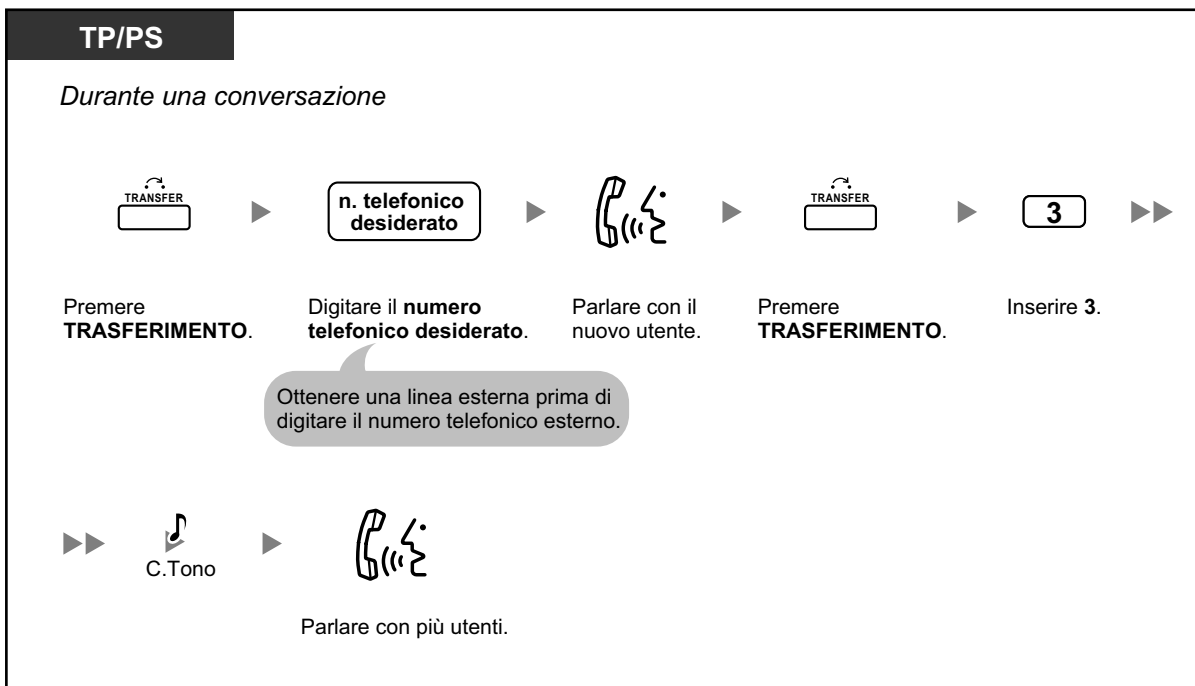 TP/PS
Durante una conversazione
TRANSFER
n. telefonico
desiderato
TRANSFER
3
Premere
TRASFERIMENTO.
Digitare il numero
telefonico desiderato.
Parlare con il
nuovo utente.
Premere
TRASFERIMENTO.
Inserire 3.
Ottenere una linea esterna prima di
digitare il numero telefonico esterno.
C.Tono
Parlare con più utenti.